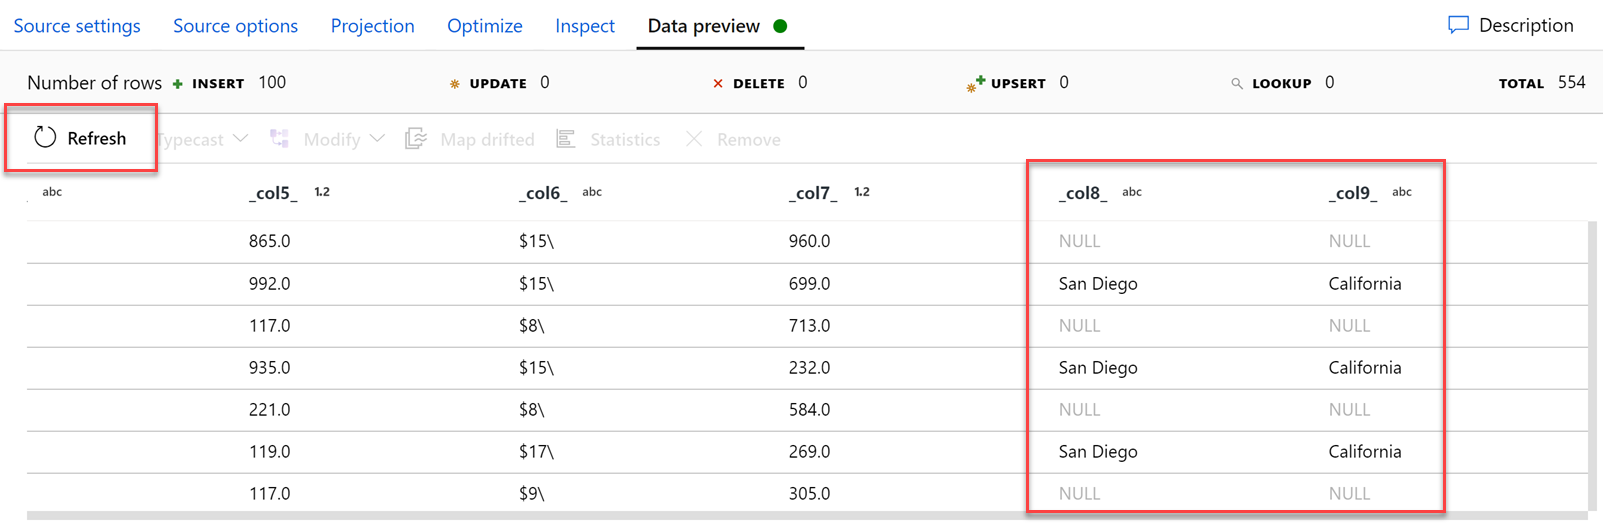 Source settings Source options Projection Optimize Inspect Data preview Description
Number of rows INSERT 100 UPDATE 0 DELETE 0 UPSERT 0 LOOKUP 0 TOTAL 554
Refresh Typecast Modify Map drifted Statistics Remove
abc _col5_ 1.2 _col6_ abc _col7_ 1.2 _col8_ abc _col9_ abc
865.0 $15\ 960.0 NULL NULL
992.0 $15\ 699.0 San Diego California
117.0 $8\ 713.0 NULL NULL
935.0 $15\ 232.0 San Diego California
221.0 $8\ 584.0 NULL NULL
119.0 $17\ 269.0 San Diego California
117.0 $9\ 305.0 NULL NULL